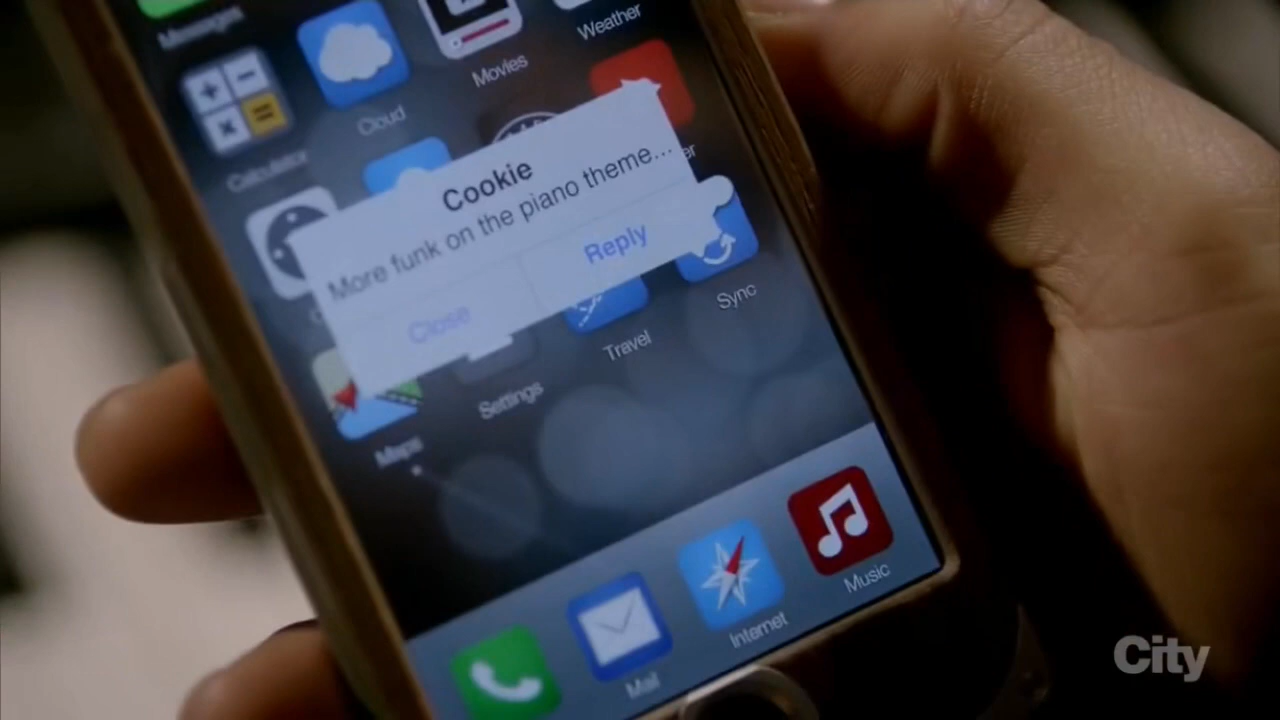 Messages
Calculator
Cloud
Movies
Weather
Cookie
More funk on the piano theme...
Close
Reply
Maps
Settings
Travel
Sync
Mail
Internet
Music
City